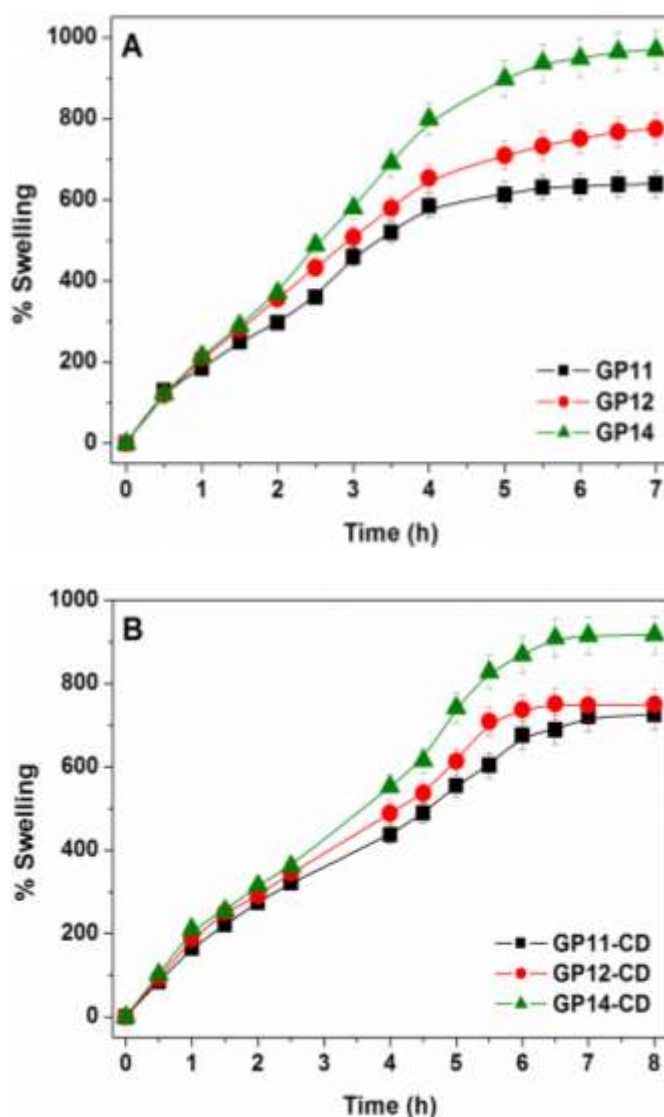 A
1000
800
600
400
200
0
% Swelling
GP11
GP12
GP14
0 1 2 3 4 5 6 7
Time (h)
B
1000
800
600
400
200
0
% Swelling
GP11-CD
GP12-CD
GP14-CD
0 1 2 3 4 5 6 7 8
Time (h)